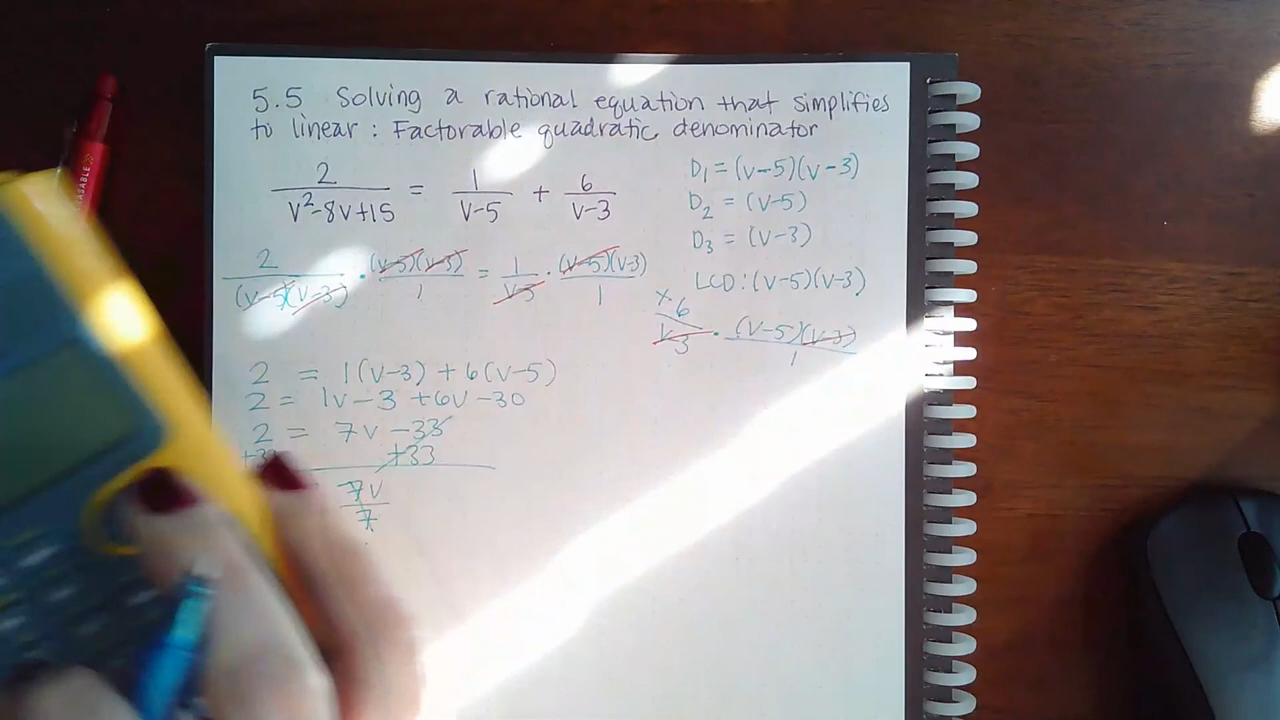 5.5 Solving a rational equation that simplifies
to linear : Factorable quadratic denominator
2/(v²-8v+15) = 1/(v-5) + 6/(v-3)
D₁ = (v-5)(v-3)
D₂ = (v-5)
D₃ = (v-3)
LCD: (v-5)(v-3)
2/((v-5)(v-3)) · (v-5)(v-3)/1 = 1/(v-5) · (v-5)(v-3)/1
+ 6/(v-3) · (v-5)(v-3)/1
2 = 1(v-3) + 6(v-5)
2 = 1v - 3 + 6v - 30
2 = 7v - 33
+33
7v/7
ERASABLE